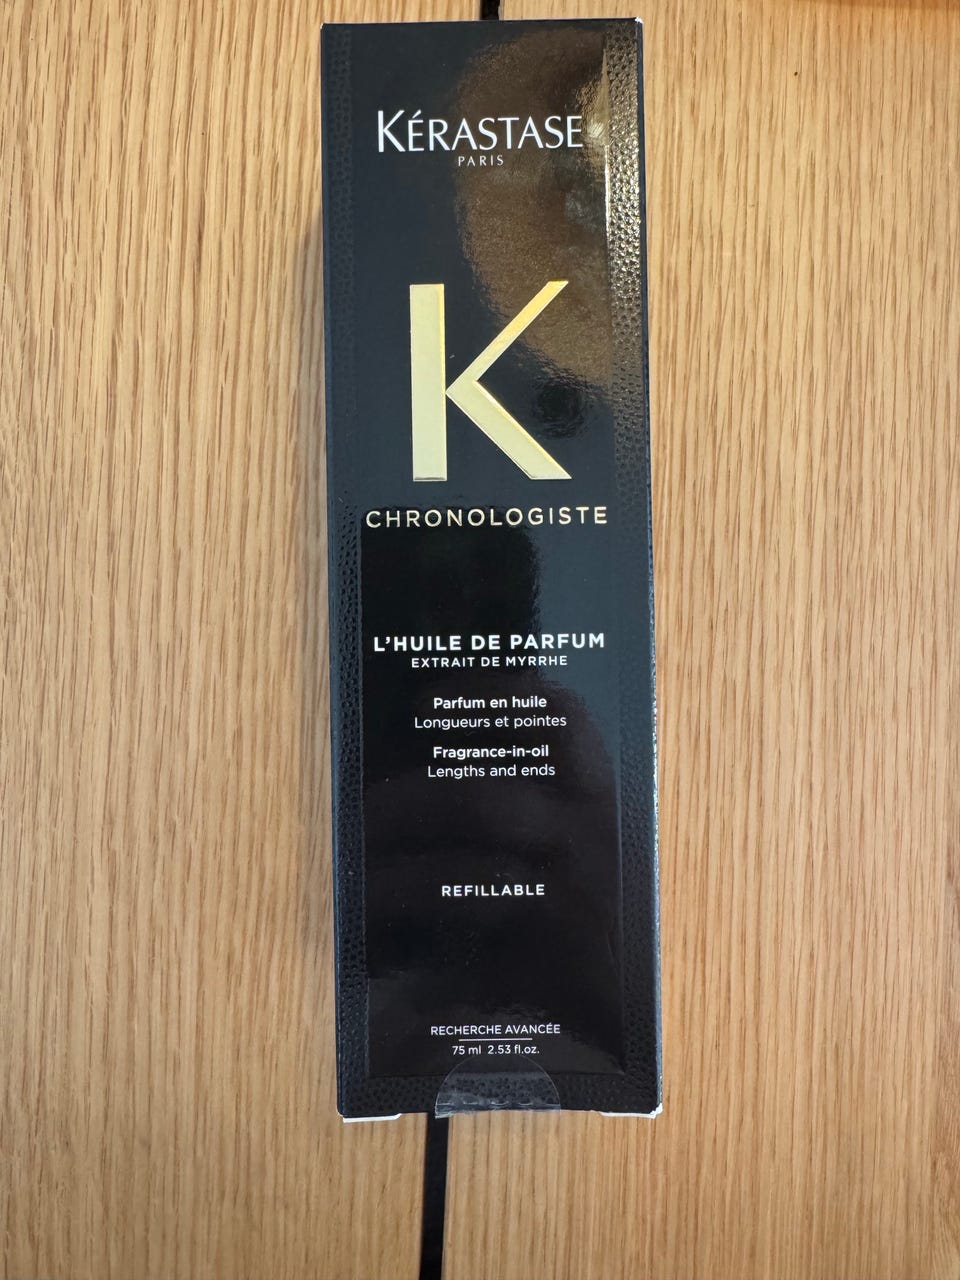 KÉRASTASE
PARIS
K
CHRONOLOGISTE
L'HUILE DE PARFUM
EXTRAIT DE MYRRHE
Parfum en huile
Longueurs et pointes
Fragrance-in-oil
Lengths and ends
REFILLABLE
RECHERCHE AVANCÉE
75 ml 2.53 fl.oz.